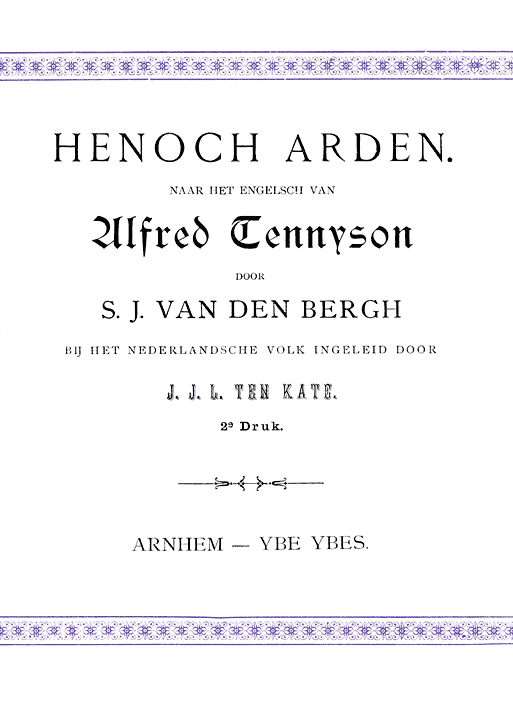 HENOCH ARDEN.
NAAR HET ENGELSCH VAN
Alfred Tennyson
DOOR
S. J. VAN DEN BERGH
BIJ HET NEDERLANDSCHE VOLK INGELEID DOOR
J. J. L. TEN KATE.
2e Druk.
ARNHEM — YBE YBES.